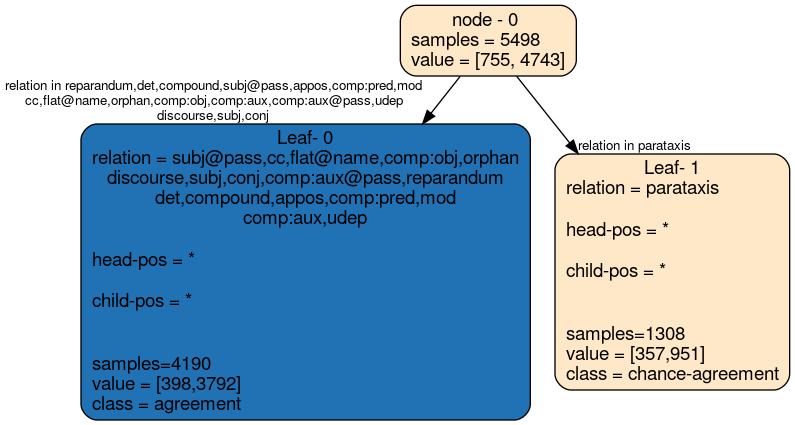 node - 0
samples = 5498
value = [755, 4743]
relation in reparandum,det,compound,subj@pass,appos,comp:pred,mod
cc,flat@name,orphan,comp:obj,comp:aux,comp:aux@pass,udep
discourse,subj,conj
relation in parataxis
Leaf- 0
relation = subj@pass,cc,flat@name,comp:obj,orphan
discourse,subj,conj,comp:aux@pass,reparandum
det,compound,appos,comp:pred,mod
comp:aux,udep
head-pos = *
child-pos = *
samples=4190
value = [398,3792]
class = agreement
Leaf- 1
relation = parataxis
head-pos = *
child-pos = *
samples=1308
value = [357,951]
class = chance-agreement